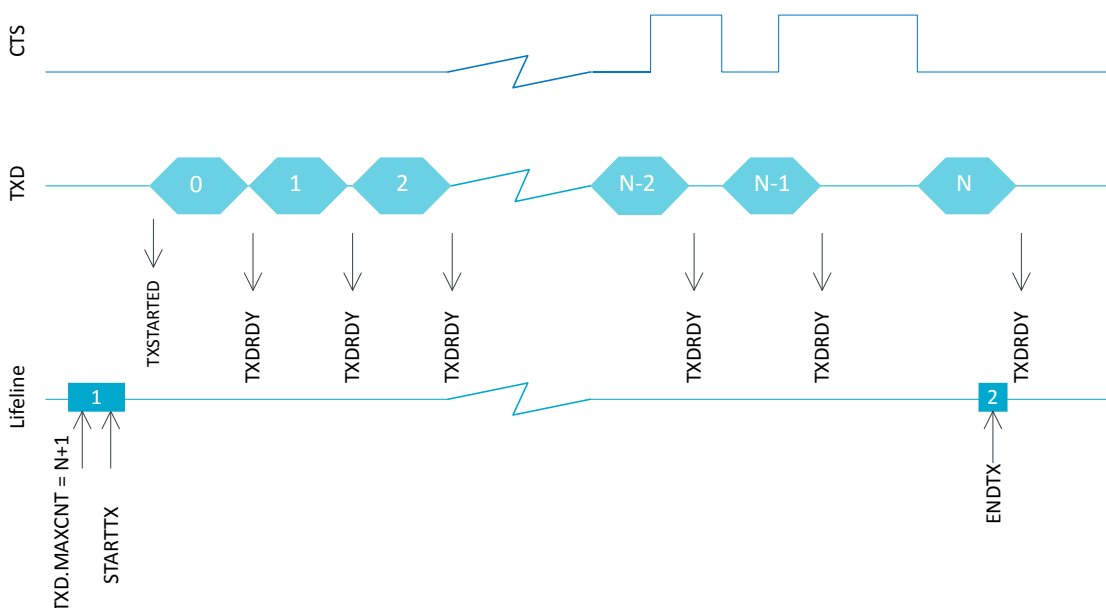 CTS
TXD
0
1
2
N-2
N-1
N
TXSTARTED
TXDRDY
TXDRDY
TXDRDY
TXDRDY
TXDRDY
TXDRDY
Lifeline
1
2
TXD.MAXCNT = N+1
STARTTX
ENDTX